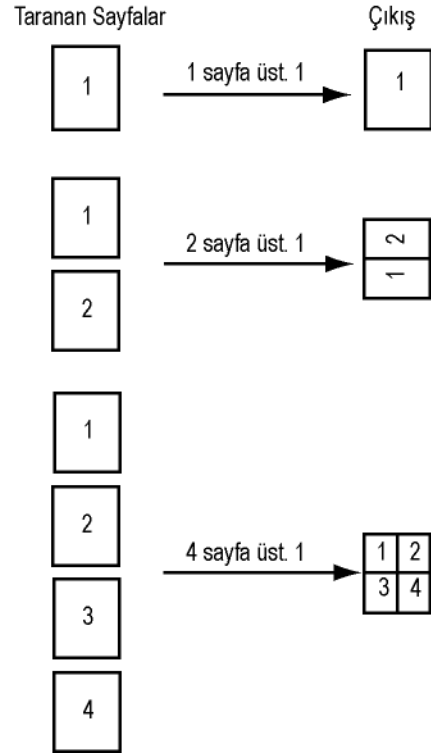 Taranan Sayfalar
Çıkış
1
1 sayfa üst. 1
1
1
2
2 sayfa üst. 1
2
1
1
2
3
4
4 sayfa üst. 1
1 2
3 4